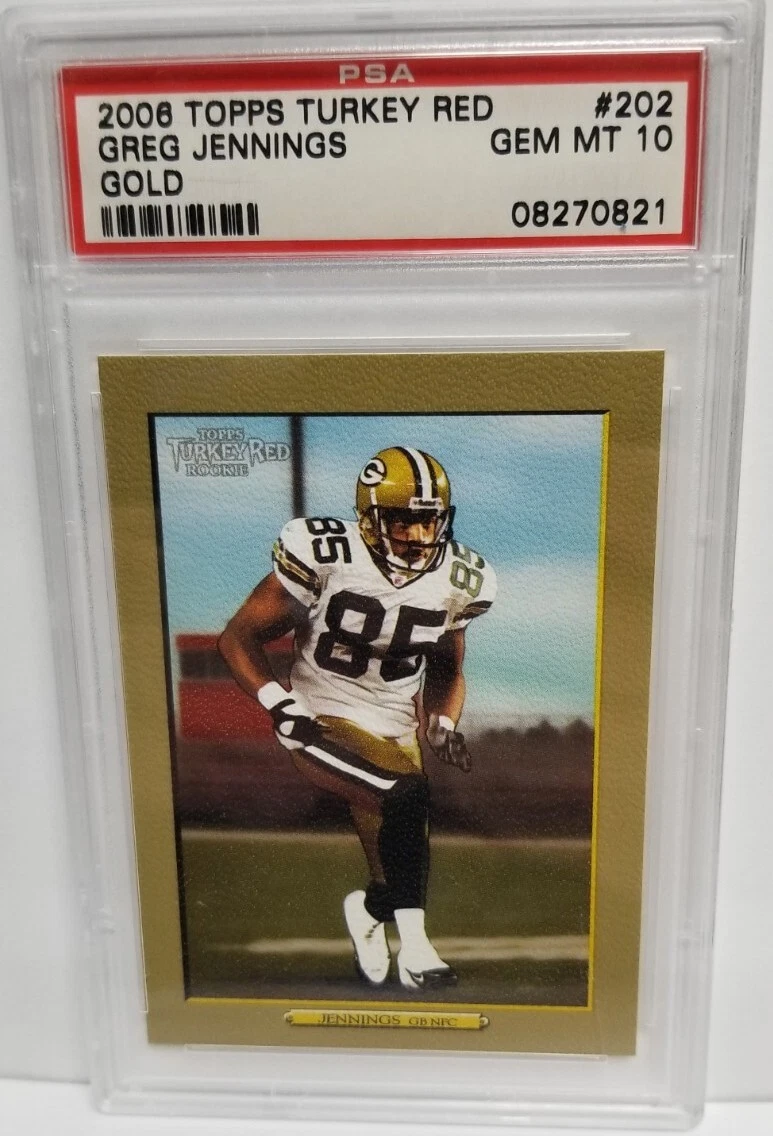 PSA
2006 TOPPS TURKEY RED #202
GREG JENNINGS GEM MT 10
GOLD
08270821
TOPPS
TURKEY RED
ROOKIE
G
85
85
85
JENNINGS GB NFC